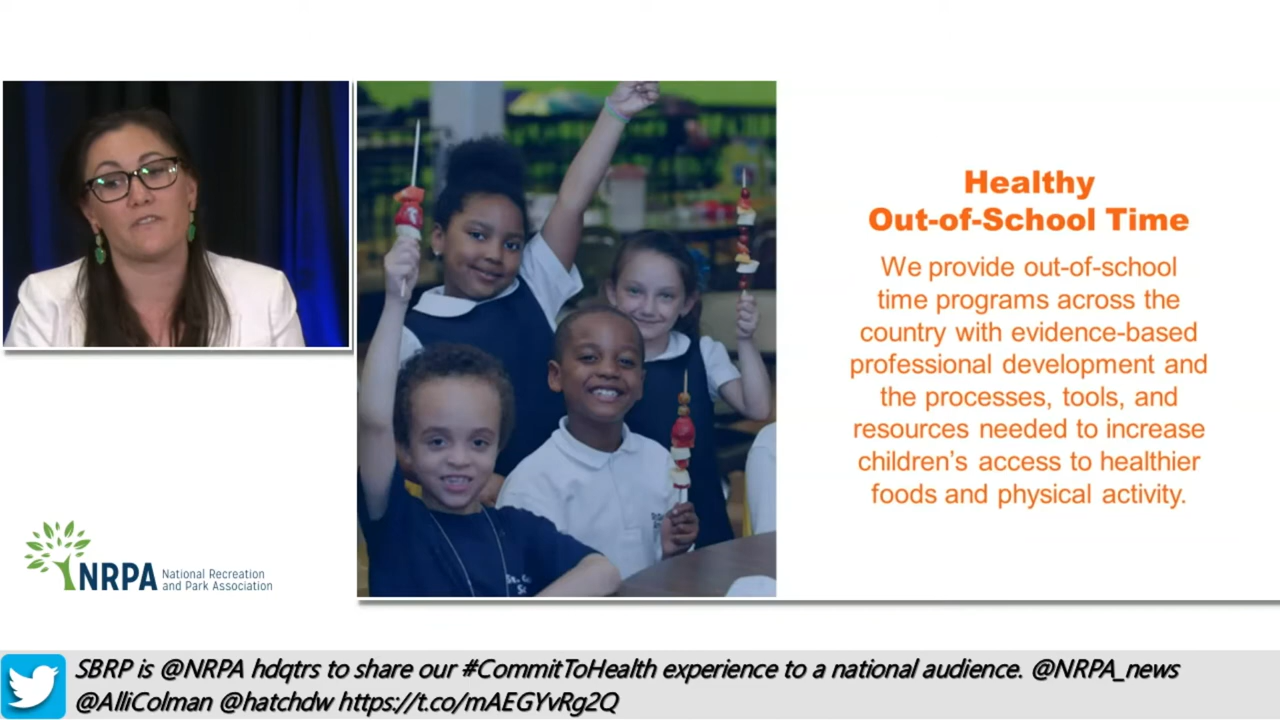 Healthy
Out-of-School Time
We provide out-of-school
time programs across the
country with evidence-based
professional development and
the processes, tools, and
resources needed to increase
children's access to healthier
foods and physical activity.
NRPA National Recreation
and Park Association
SBRP is @NRPA hdqtrs to share our #CommitToHealth experience to a national audience. @NRPA_news
@AlliColman @hatchdw https://t.co/mAEGYvRg2Q